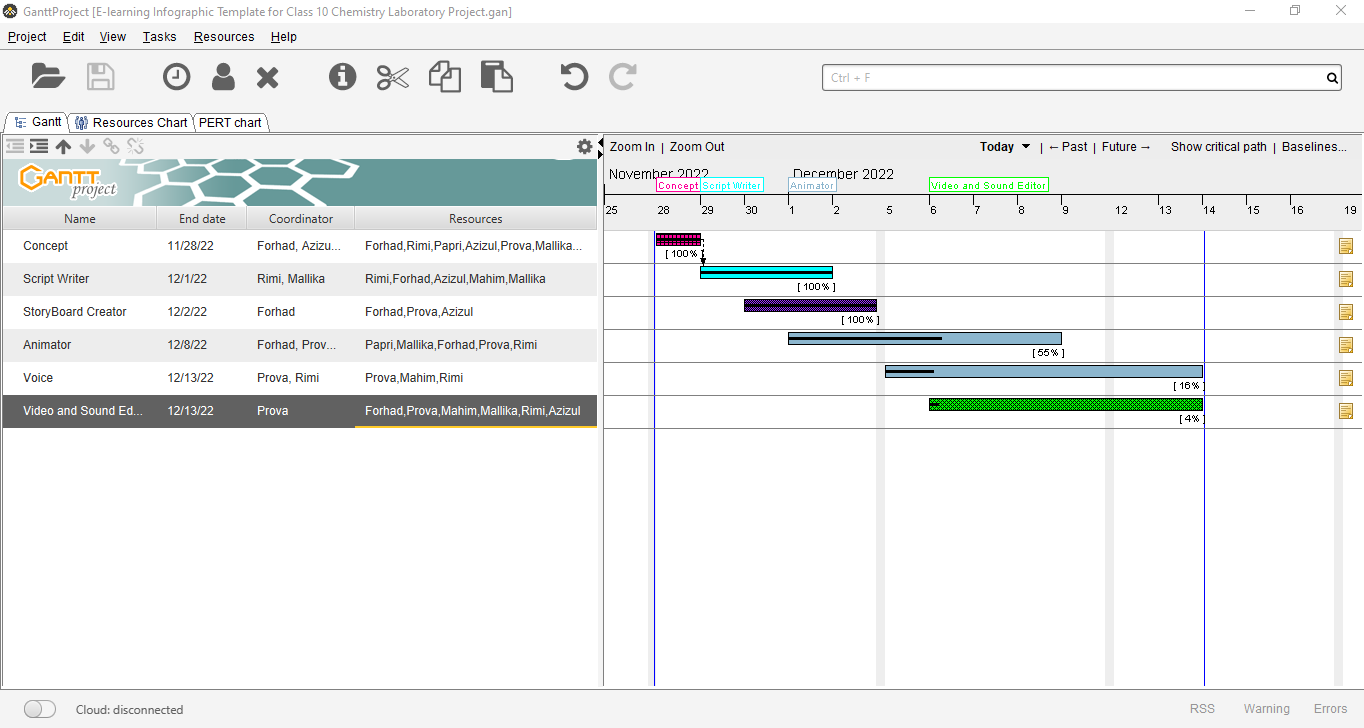 GanttProject [E-learning Infographic Template for Class 10 Chemistry Laboratory Project.gan]
Project Edit View Tasks Resources Help
Ctrl + F
Gantt Resources Chart PERT chart
Zoom In | Zoom Out Today | ←Past | Future → Show critical path | Baselines...
GANTT project
November 2022 December 2022
Concept Script Writer Animator Video and Sound Editor
25 28 29 30 1 2 5 6 7 8 9 12 13 14 15 16 19
Name End date Coordinator Resources
Concept 11/28/22 Forhad, Azizu... Forhad,Rimi,Papri,Azizul,Prova,Mallika... [ 100% ]
Script Writer 12/1/22 Rimi, Mallika Rimi,Forhad,Azizul,Mahim,Mallika [ 100% ]
StoryBoard Creator 12/2/22 Forhad Forhad,Prova,Azizul [ 100% ]
Animator 12/8/22 Forhad, Prov... Papri,Mallika,Forhad,Prova,Rimi [ 55% ]
Voice 12/13/22 Prova, Rimi Prova,Mahim,Rimi [ 16% ]
Video and Sound Ed... 12/13/22 Prova Forhad,Prova,Mahim,Mallika,Rimi,Azizul [ 4% ]
Cloud: disconnected RSS Warning Errors